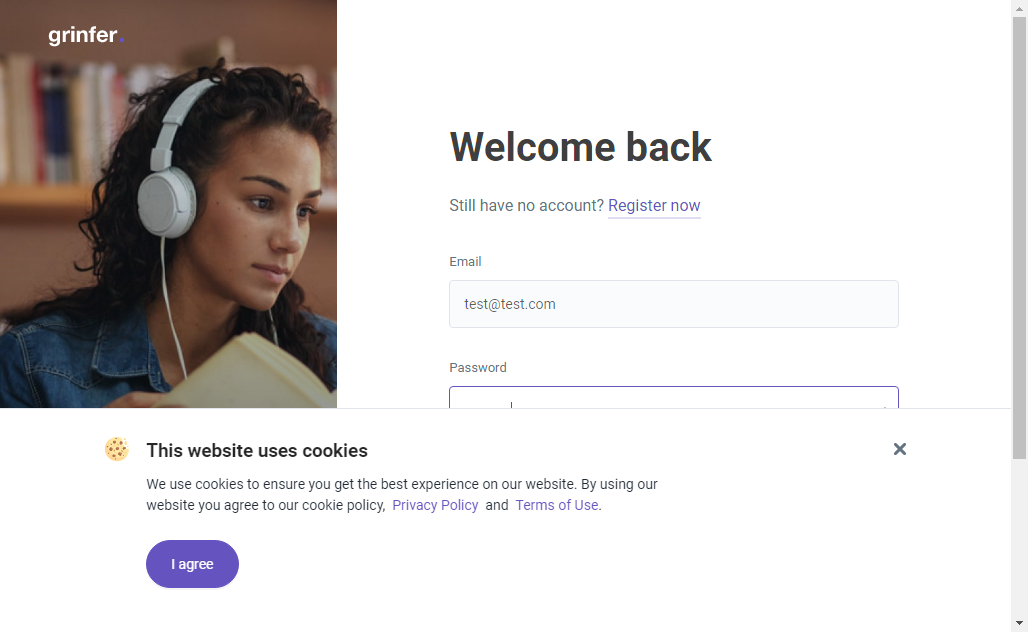 grinfer.
Welcome back
Still have no account? Register now
Email
test@test.com
Password
This website uses cookies
We use cookies to ensure you get the best experience on our website. By using our
website you agree to our cookie policy, Privacy Policy and Terms of Use.
I agree